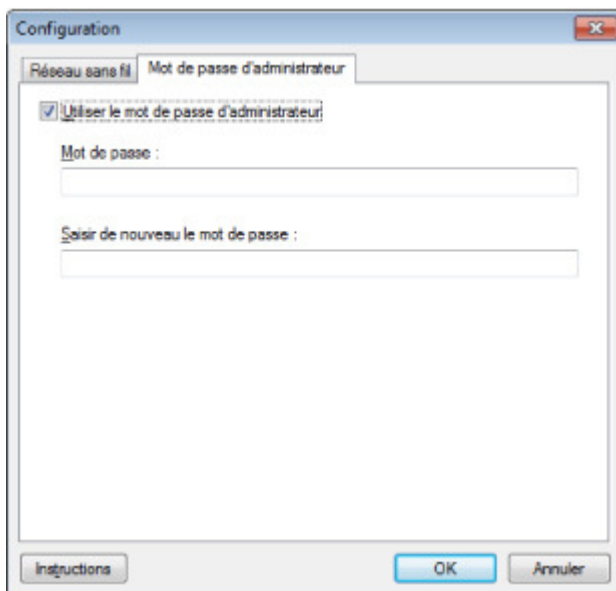 Configuration
Réseau sans fil
Mot de passe d'administrateur
Utiliser le mot de passe d'administrateur
Mot de passe :
Saisir de nouveau le mot de passe :
Instructions
OK
Annuler